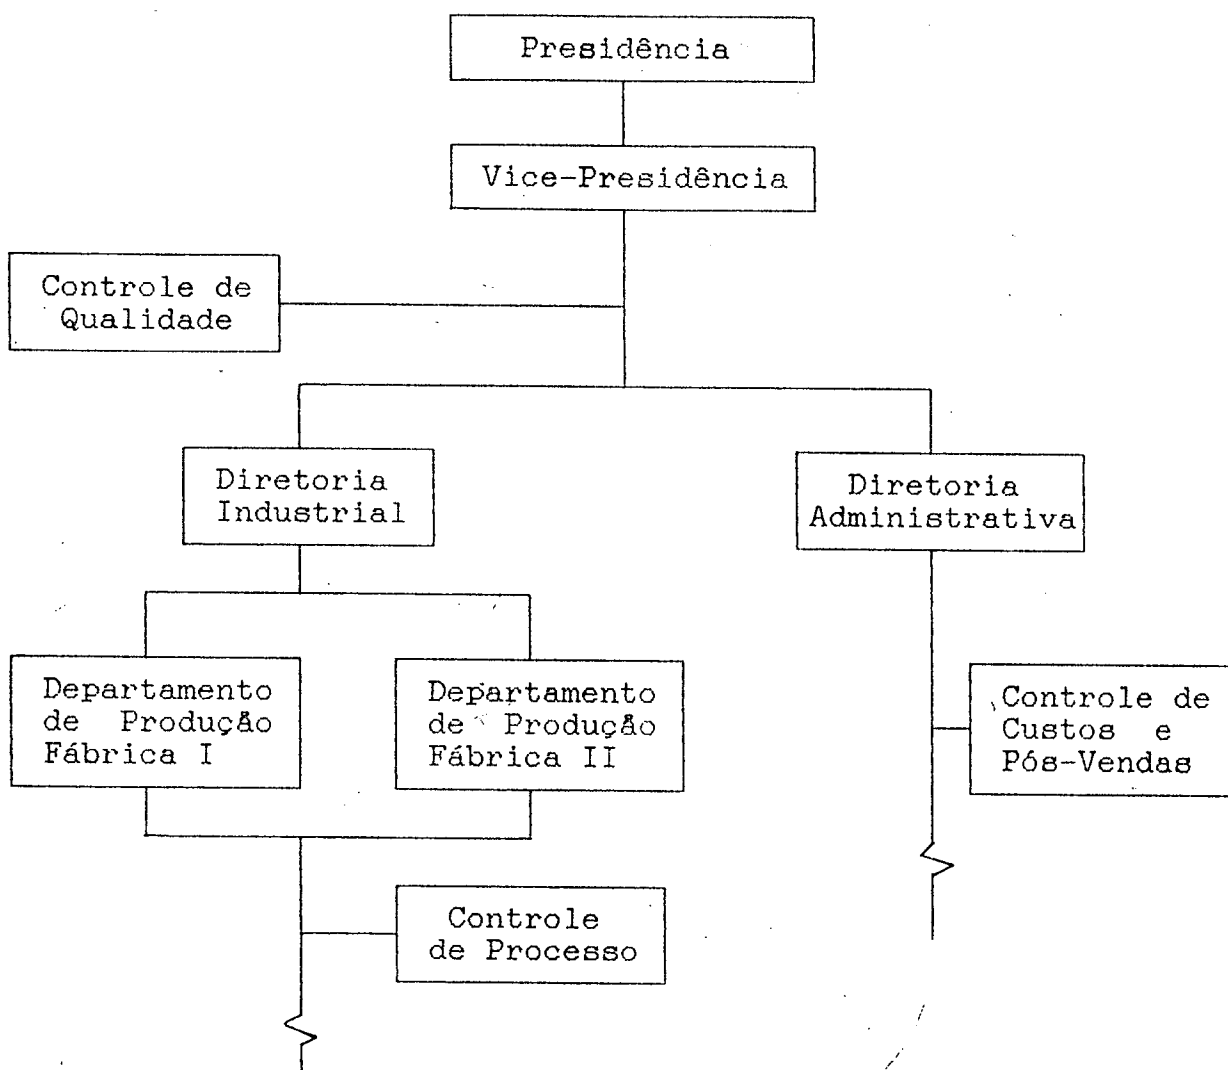 Presidência
Vice-Presidência
Controle de
Qualidade
Diretoria
Industrial
Diretoria
Administrativa
Departamento
de Produção
Fábrica I
Departamento
de Produção
Fábrica II
Controle de
Custos e
Pós-Vendas
Controle
de Processo